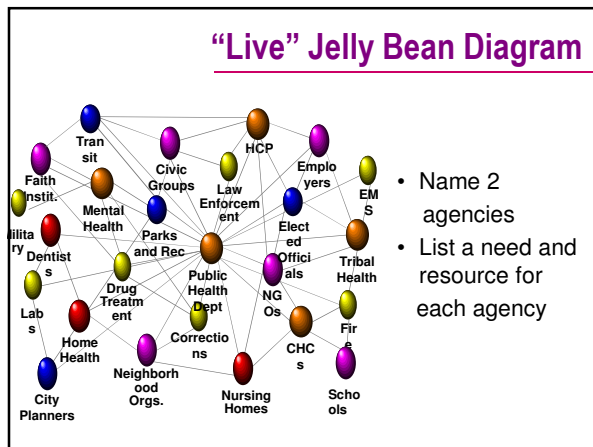 “Live” Jelly Bean Diagram
Tran
sit
Civic
Groups
HCP
Emplo
yers
Faith
Instit.
Mental
Health
Law
Enforcem
ent
EM
S
Milita
ry
Dentist
s
Parks
and Rec
Elect
ed Offici
als
Tribal
Health
Lab
s
Drug
Treatm
ent
Public
Health
Dept
NG
Os
Home
Health
Correctio
ns
CHC
s
Fir
e
City
Planners
Neighborh
ood Orgs.
Nursing
Homes
Scho
ols
• Name 2
agencies
• List a need and
resource for
each agency